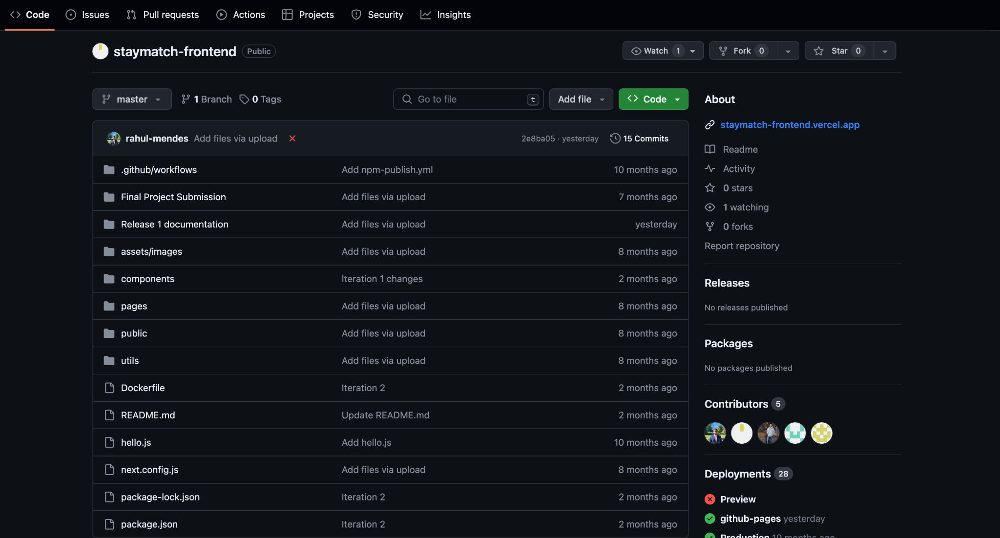 Code Issues Pull requests Actions Projects Security Insights
staymatch-frontend Public Watch 1 Fork 0 Star 0
master 1 Branch 0 Tags Go to file t Add file Code
rahul-mendes Add files via upload 2e8ba05 · yesterday 15 Commits
.github/workflows Add npm-publish.yml 10 months ago
Final Project Submission Add files via upload 7 months ago
Release 1 documentation Add files via upload yesterday
assets/images Add files via upload 8 months ago
components Iteration 1 changes 2 months ago
pages Add files via upload 8 months ago
public Add files via upload 8 months ago
utils Add files via upload 8 months ago
Dockerfile Iteration 2 2 months ago
README.md Update README.md 2 months ago
hello.js Add hello.js 10 months ago
next.config.js Add files via upload 8 months ago
package-lock.json Iteration 2 2 months ago
package.json Iteration 2 2 months ago
About
staymatch-frontend.vercel.app
Readme
Activity
0 stars
1 watching
0 forks
Report repository
Releases
No releases published
Packages
No packages published
Contributors 5
Deployments 28
Preview
github-pages yesterday
Production 10 months ago